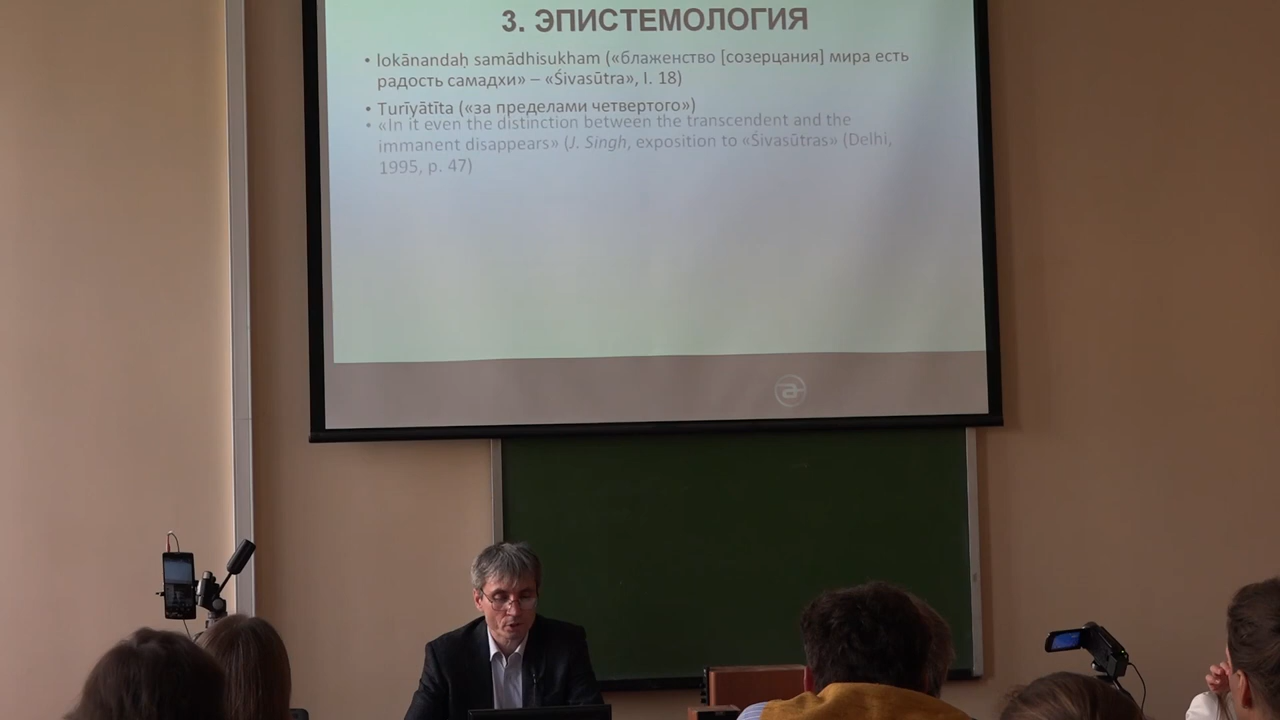 3. ЭПИСТЕМОЛОГИЯ
• lokānandaḥ samādhisukham («блаженство [созерцания] мира есть
радость самадхи» – «Śivasūtra», I. 18)
• Turīyātīta («за пределами четвертого»)
• «In it even the distinction between the transcendent and the
immanent disappears» (J. Singh, exposition to «Śivasūtras» (Delhi,
1995, p. 47)